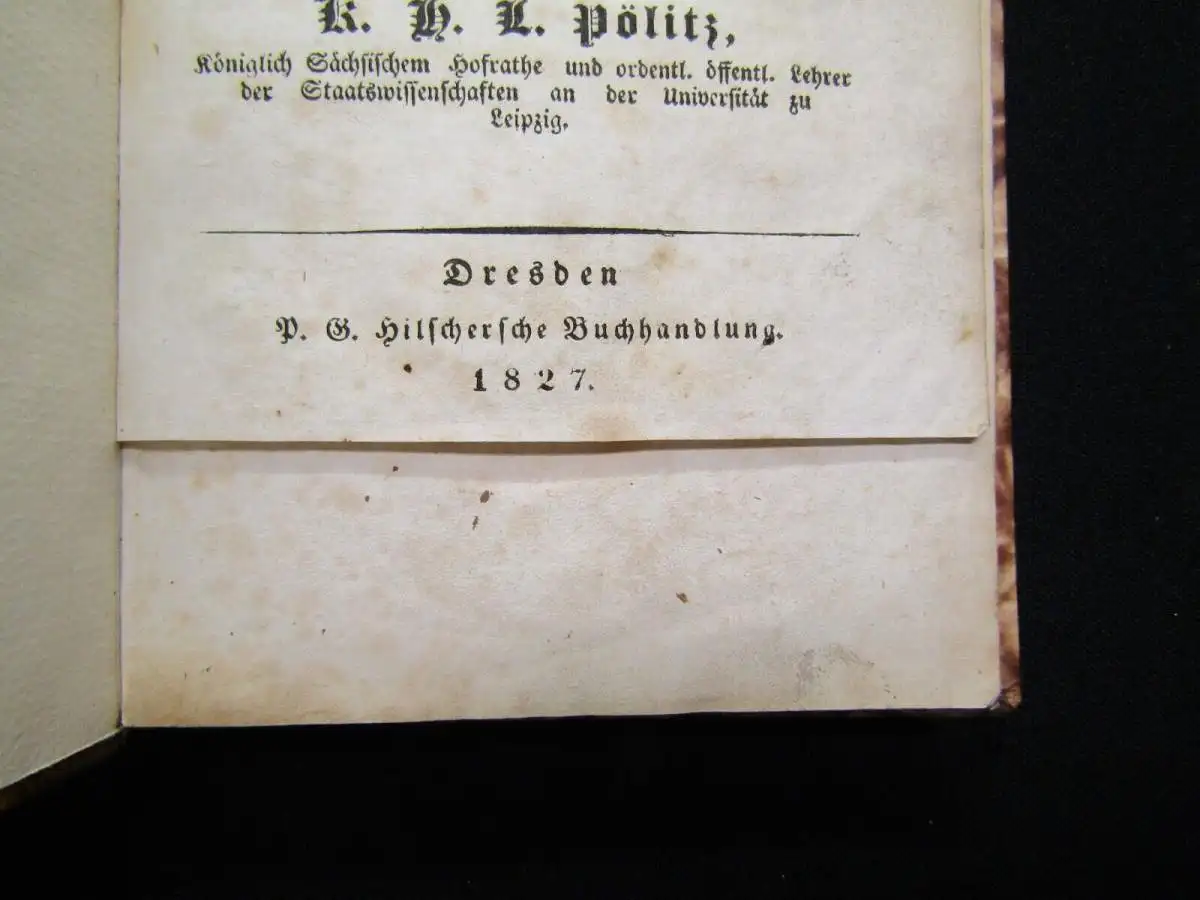 K. H. L. Pölitz,
Königlich Sächsischem Hofrathe und ordentl. öffentl. Lehrer
der Staatswissenschaften an der Universität zu
Leipzig.
Dresden
P. G. Hilschersche Buchhandlung.
1827.